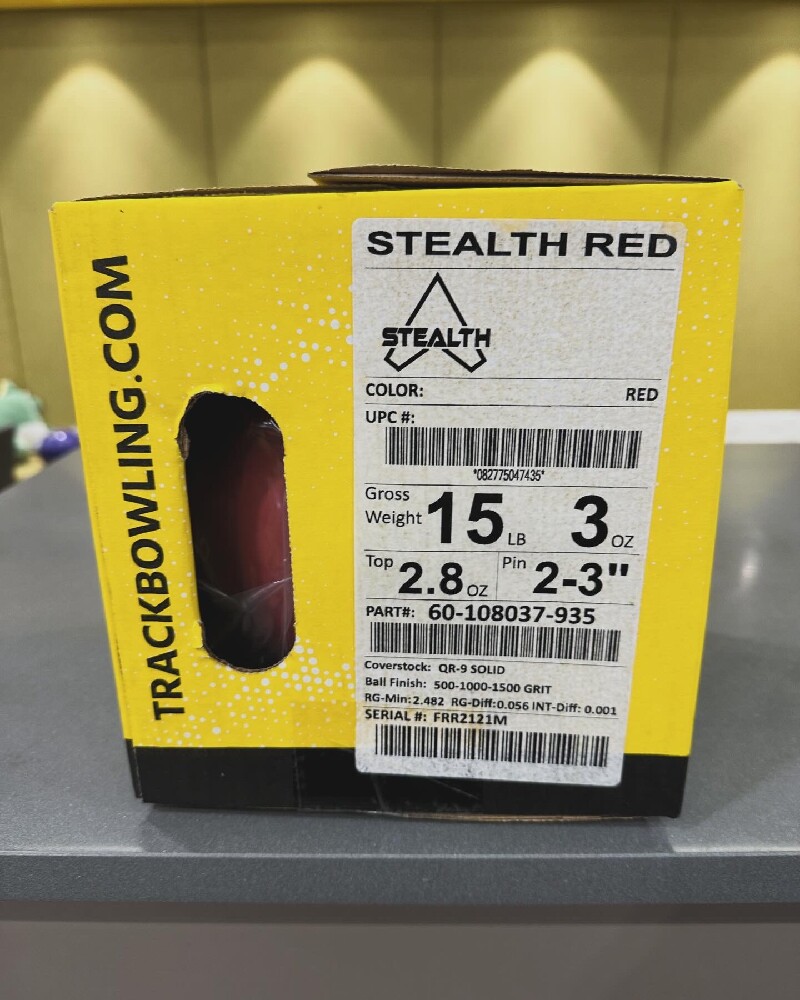 TRACKBOWLING.COM
STEALTH RED
STEALTH
COLOR: RED
UPC #:
*082775047435*
Gross Weight 15 LB 3 OZ
Top 2.8 OZ Pin 2-3"
PART#: 60-108037-935
Coverstock: QR-9 SOLID
Ball Finish: 500-1000-1500 GRIT
RG-Min:2.482 RG-Diff:0.056 INT-Diff: 0.001
SERIAL #: FRR2121M